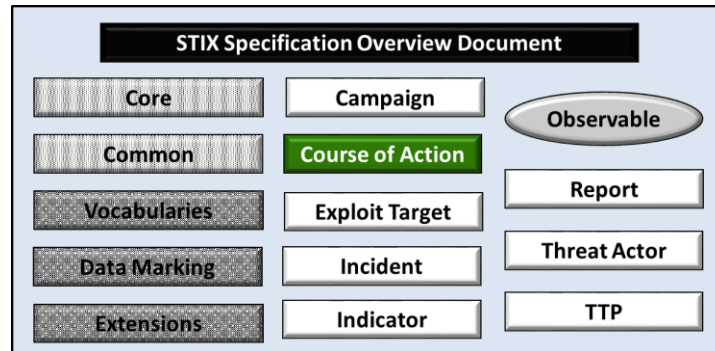 STIX Specification Overview Document
Core
Common
Vocabularies
Data Marking
Extensions
Campaign
Course of Action
Exploit Target
Incident
Indicator
Observable
Report
Threat Actor
TTP